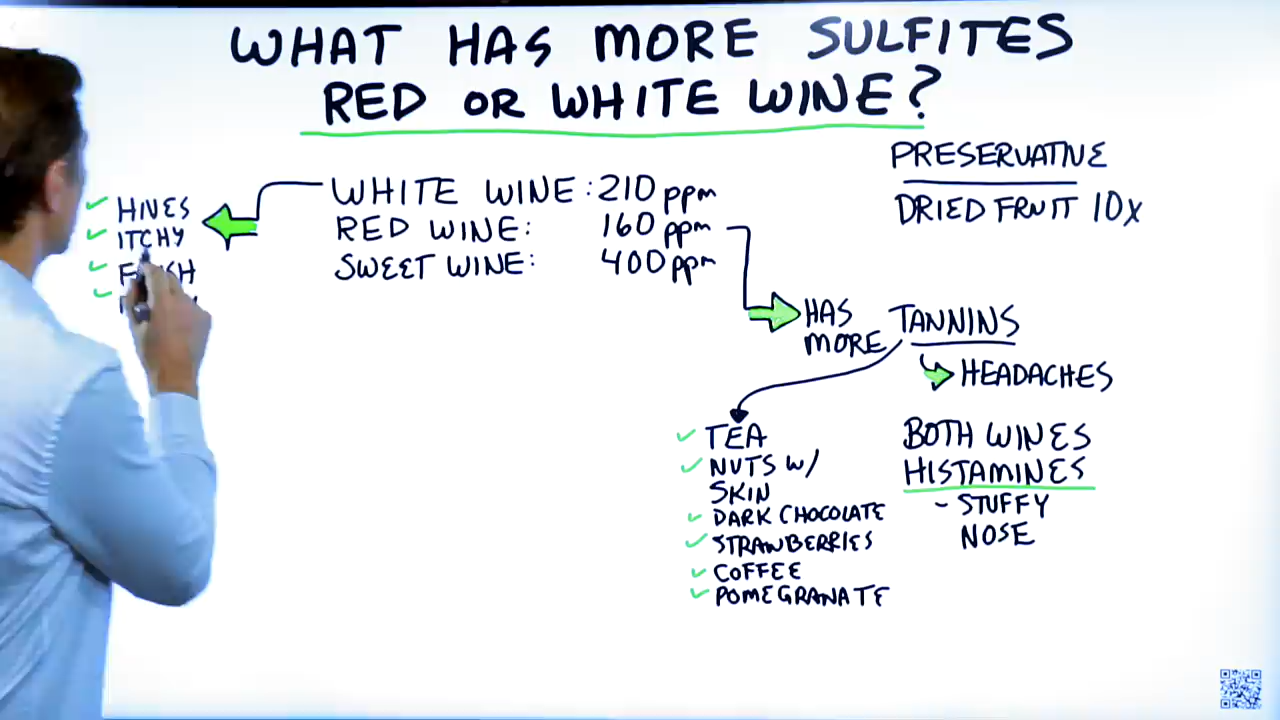 WHAT HAS MORE SULFITES
RED OR WHITE WINE?
PRESERVATIVE
DRIED FRUIT 10x
WHITE WINE: 210 ppm
RED WINE: 160 ppm
SWEET WINE: 400 ppm
HIVES
ITCHY
HAS
MORE TANNINS
HEADACHES
TEA
NUTS W/
SKIN
DARK CHOCOLATE
STRAWBERRIES
COFFEE
POMEGRANATE
BOTH WINES
HISTAMINES
- STUFFY
NOSE